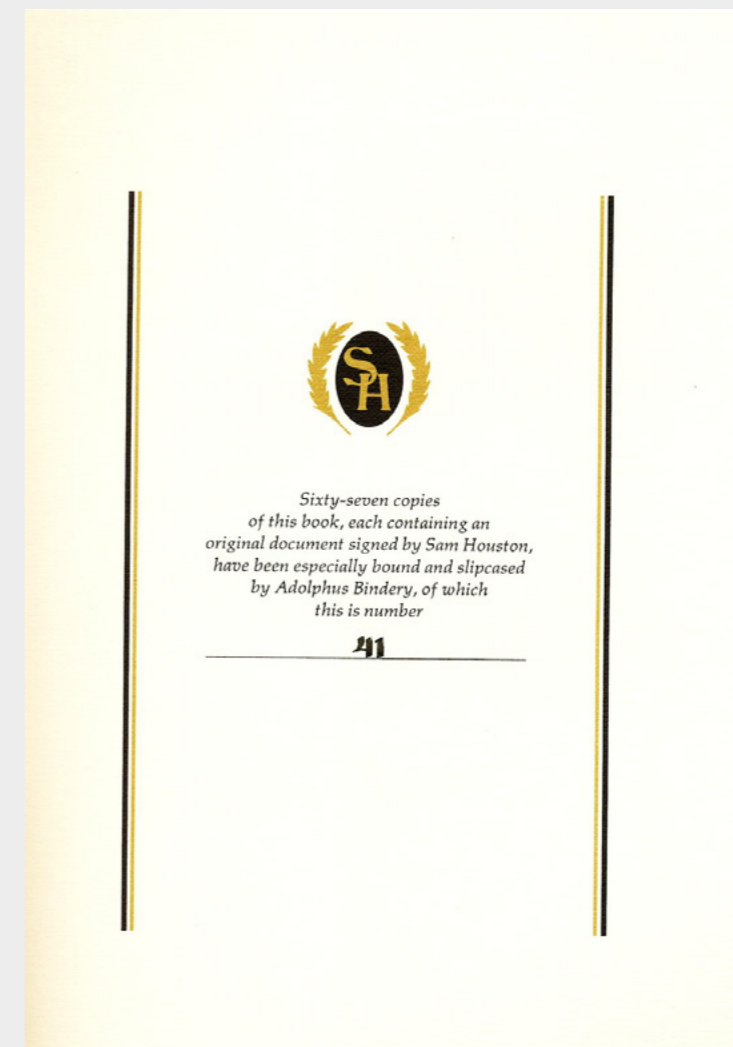 SH
Sixty-seven copies
of this book, each containing an
original document signed by Sam Houston,
have been especially bound and slipcased
by Adolphus Bindery, of which
this is number
41